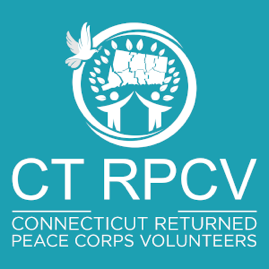 CT RPCV
CONNECTICUT RETURNED
PEACE CORPS VOLUNTEERS